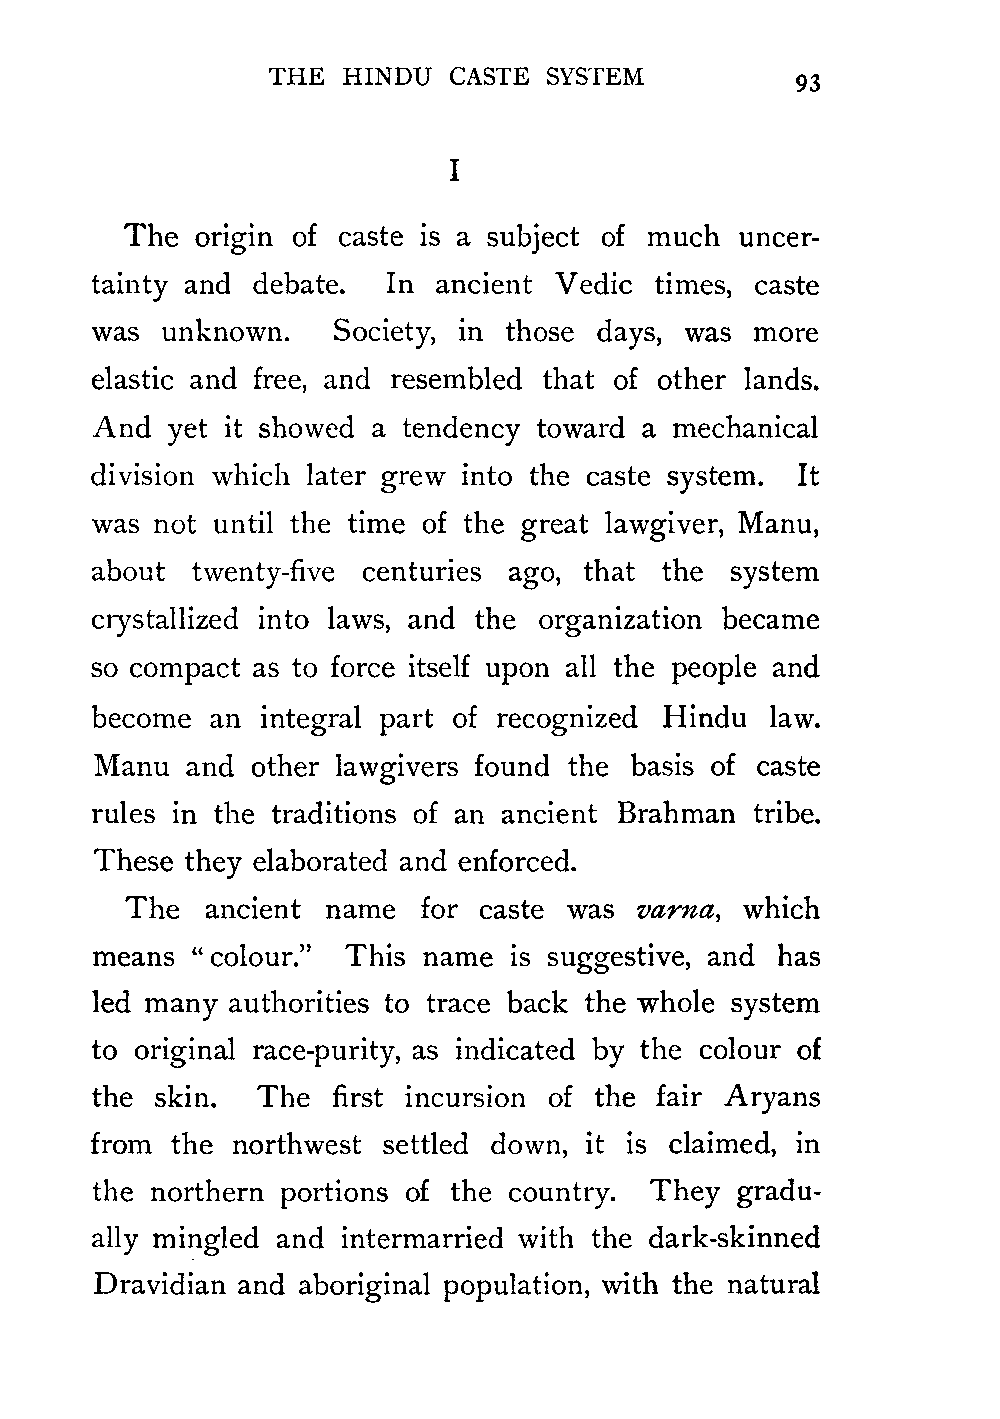 THE HINDU CASTE SYSTEM 93
I
The origin of caste is a subject of much uncer-
tainty and debate. In ancient Vedic times, caste
was unknown. Society, in those days, was more
elastic and free, and resembled that of other lands.
And yet it showed a tendency toward a mechanical
division which later grew into the caste system. It
was not until the time of the great lawgiver, Manu,
about twenty-five centuries ago, that the system
crystallized into laws, and the organization became
so compact as to force itself upon all the people and
become an integral part of recognized Hindu law.
Manu and other lawgivers found the basis of caste
rules in the traditions of an ancient Brahman tribe.
These they elaborated and enforced.
The ancient name for caste was varna, which
means “colour.” This name is suggestive, and has
led many authorities to trace back the whole system
to original race-purity, as indicated by the colour of
the skin. The first incursion of the fair Aryans
from the northwest settled down, it is claimed, in
the northern portions of the country. They gradu-
ally mingled and intermarried with the dark-skinned
Dravidian and aboriginal population, with the natural